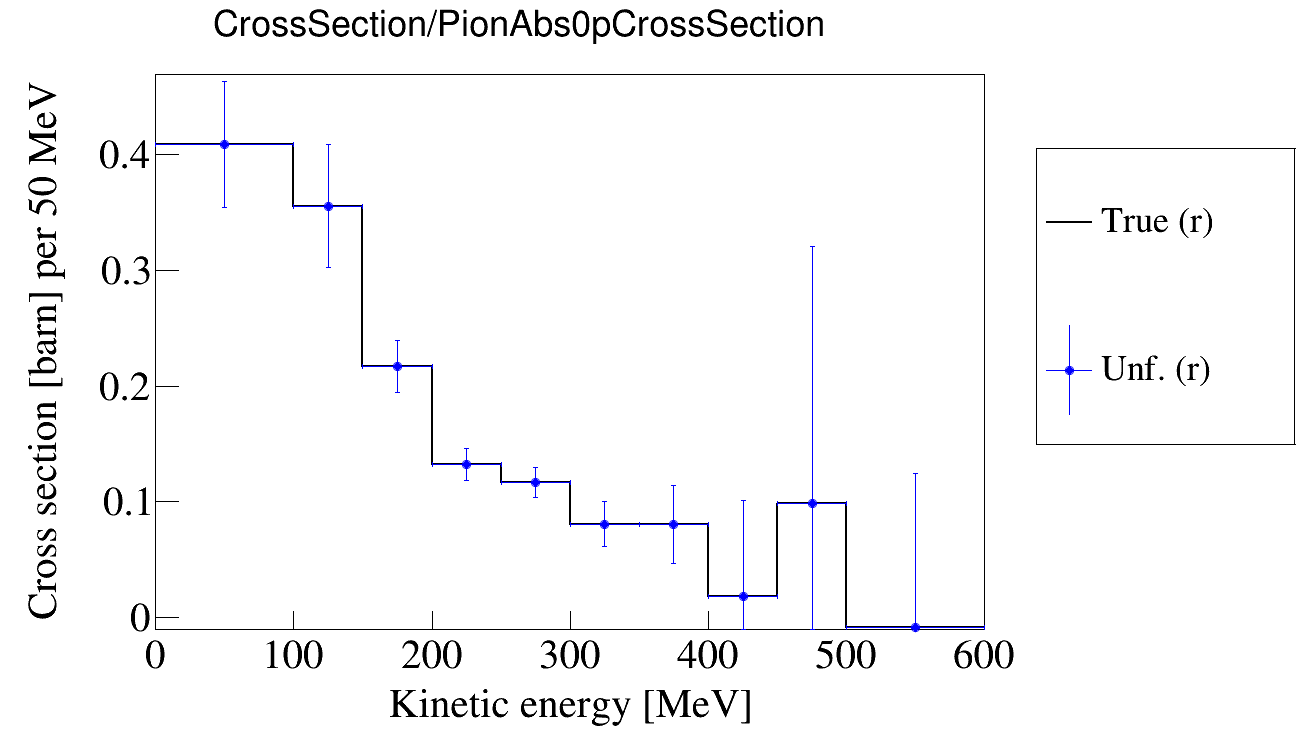 CrossSection/PionAbs0pCrossSection
Cross section [barn] per 50 MeV
0.4
0.3
0.2
0.1
0
0 100 200 300 400 500 600
Kinetic energy [MeV]
True (r)
Unf. (r)